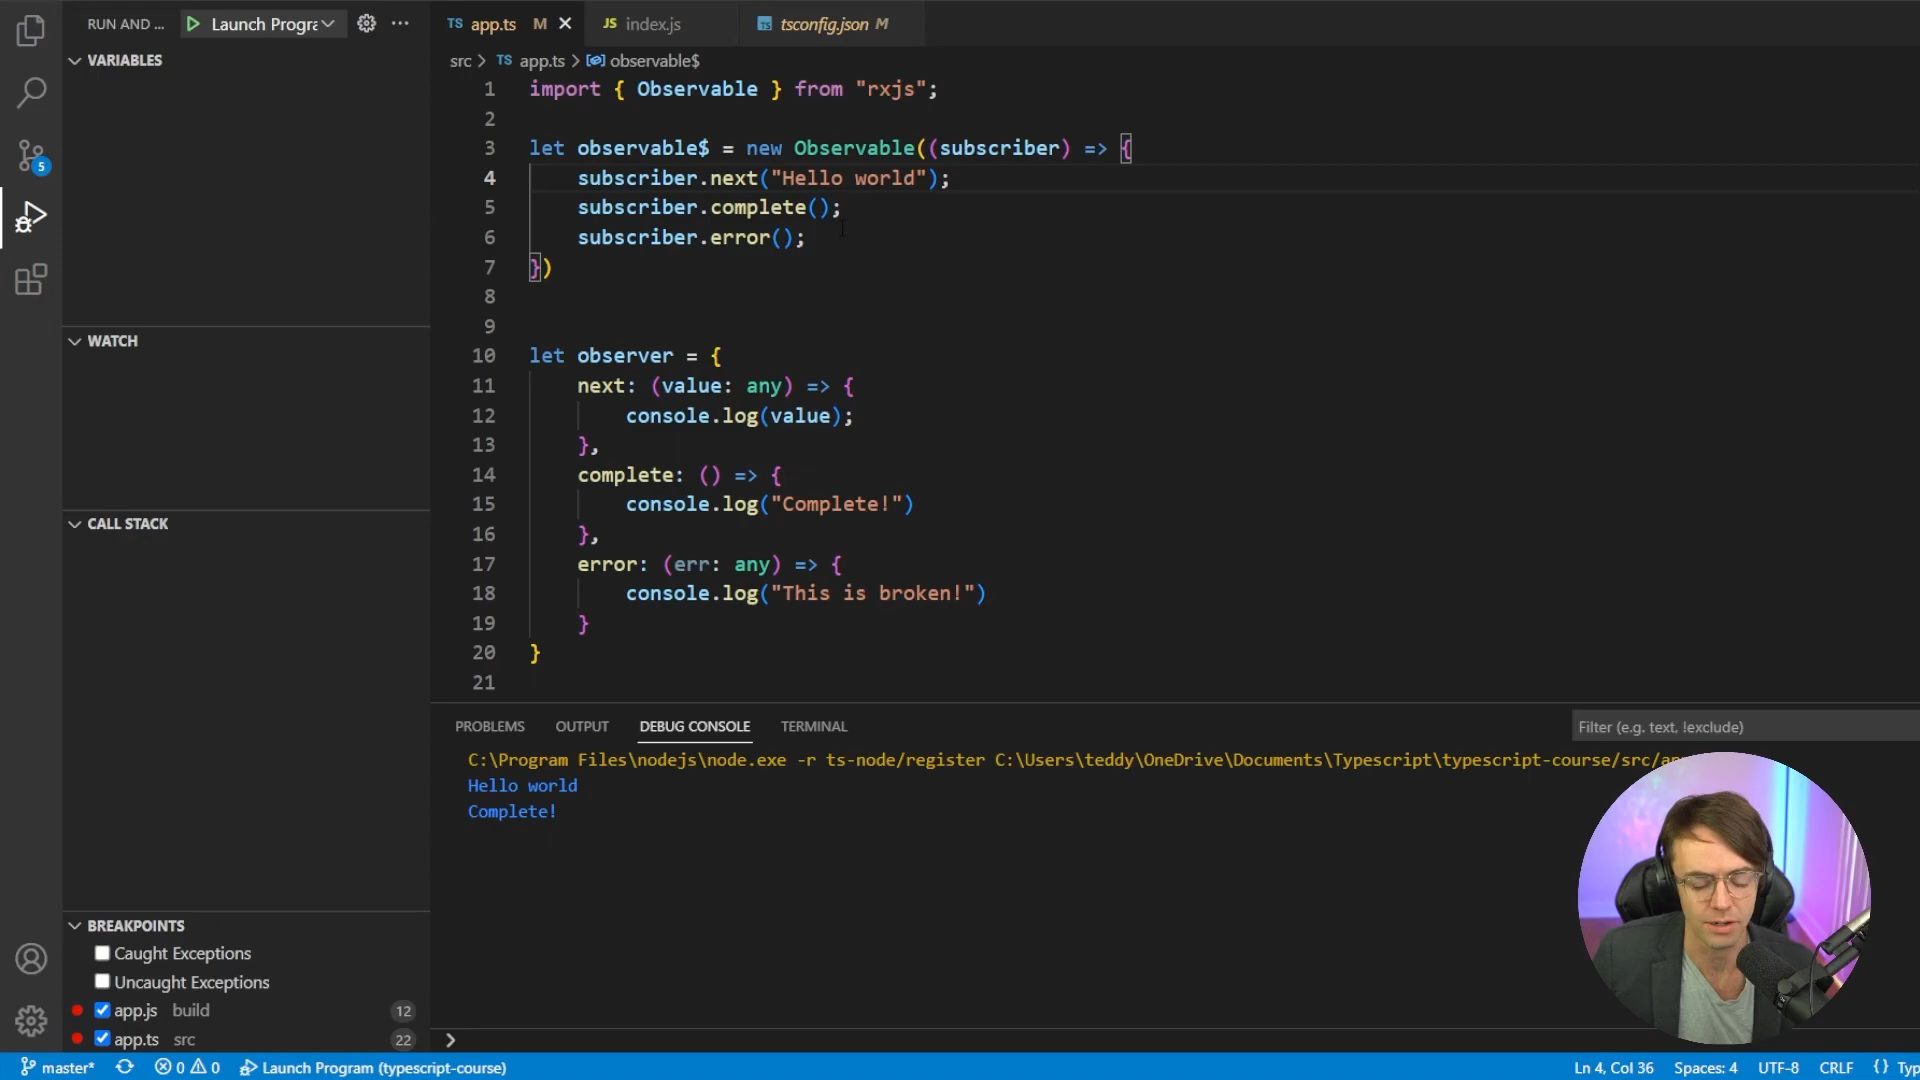 RUN AND ... Launch Progra ...
TS app.ts M JS index.js TS tsconfig.json M
VARIABLES
WATCH
CALL STACK
BREAKPOINTS
Caught Exceptions
Uncaught Exceptions
app.js build 12
app.ts src 22
5
src > TS app.ts > observable$
1 import { Observable } from "rxjs";
2
3 let observable$ = new Observable((subscriber) => {
4 subscriber.next("Hello world");
5 subscriber.complete();
6 subscriber.error();
7 })
8
9
10 let observer = {
11 next: (value: any) => {
12 console.log(value);
13 },
14 complete: () => {
15 console.log("Complete!")
16 },
17 error: (err: any) => {
18 console.log("This is broken!")
19 }
20 }
21
PROBLEMS OUTPUT DEBUG CONSOLE TERMINAL Filter (e.g. text, !exclude)
C:\Program Files\nodejs\node.exe -r ts-node/register C:\Users\teddy\OneDrive\Documents\Typescript\typescript-course/src/ap
Hello world
Complete!
master* 0 0 Launch Program (typescript-course) Ln 4, Col 36 Spaces: 4 UTF-8 CRLF {} Typ